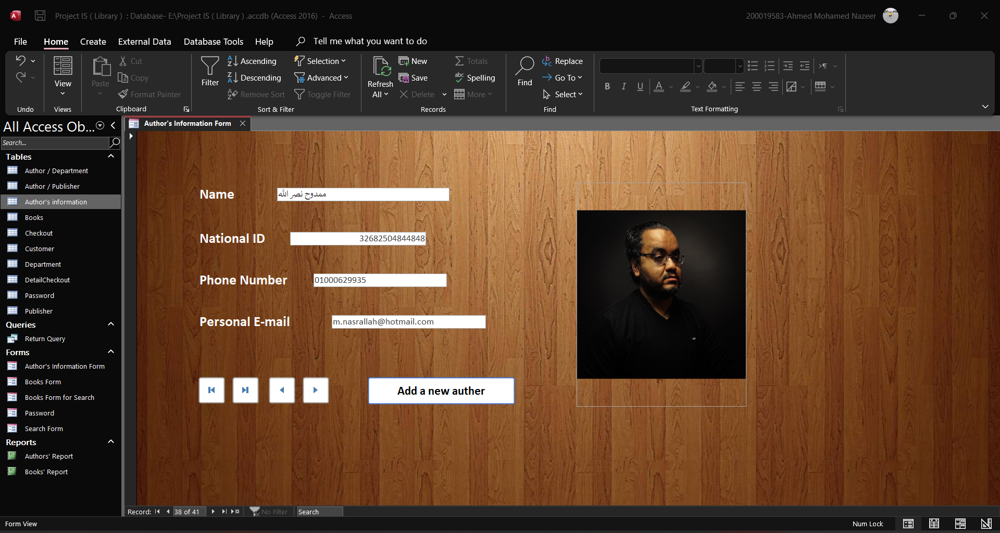 Project IS ( Library ) : Database- E:\Project IS ( Library ) .accdb (Access 2016) - Access
200019583-Ahmed Mohamed Nazeer
File Home Create External Data Database Tools Help Tell me what you want to do
Undo
View
Views
Paste
Cut
Copy
Format Painter
Clipboard
Filter
Ascending
Descending
Remove Sort
Selection
Advanced
Toggle Filter
Sort & Filter
Refresh
All
New
Save
Delete
Totals
Spelling
More
Records
Find
Replace
Go To
Select
Find
B I U
Text Formatting
All Access Ob...
Search...
Tables
Author / Department
Author / Publisher
Author's information
Books
Checkout
Customer
Department
DetailCheckout
Password
Publisher
Queries
Return Query
Forms
Author's Information Form
Books Form
Books Form for Search
Password
Search Form
Reports
Authors' Report
Books' Report
Author's Information Form
Name ممدوح نصر الله
National ID 32682504844848
Phone Number 01000629935
Personal E-mail m.nasrallah@hotmail.com
Add a new auther
Record: 38 of 41 No Filter Search
Form View
Num Lock